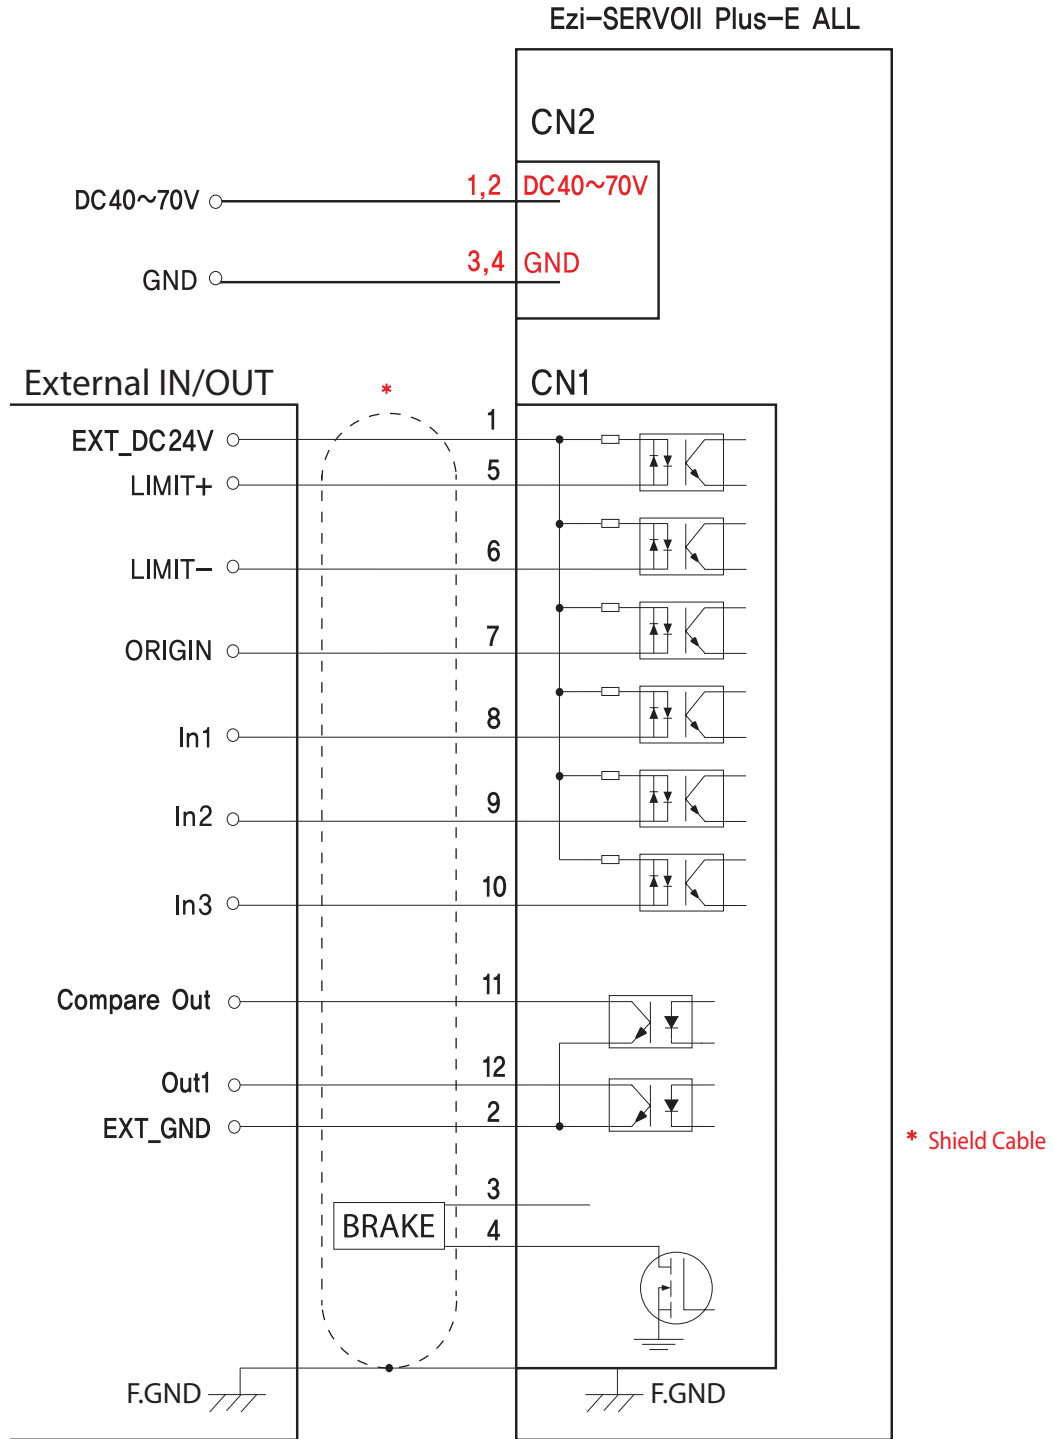 Ezi-SERVOII Plus-E ALL
CN2
DC40~70V 1,2 DC40~70V
GND 3,4 GND
External IN/OUT * CN1
EXT_DC24V 1
LIMIT+ 5
LIMIT- 6
ORIGIN 7
In1 8
In2 9
In3 10
Compare Out 11
Out1 12
EXT_GND 2
* Shield Cable
3
BRAKE 4
F.GND F.GND